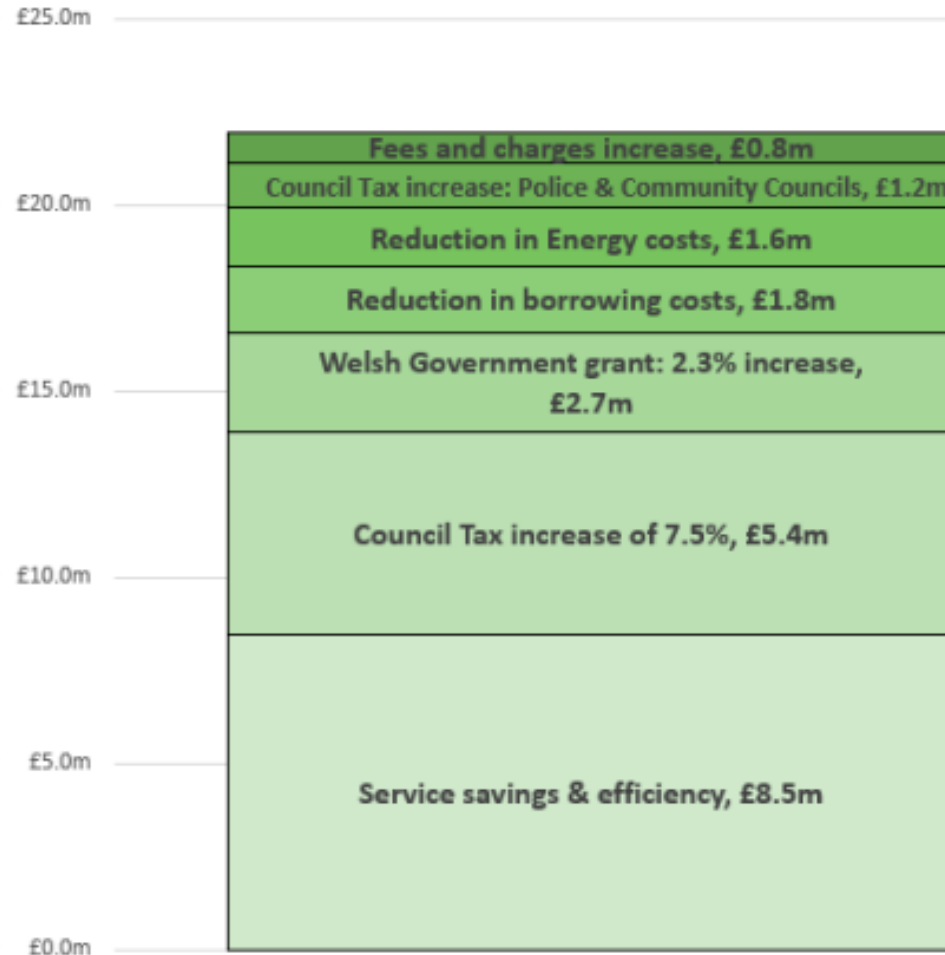 £25.0m
Fees and charges increase, £0.8m
Council Tax increase: Police & Community Councils, £1.2m
£20.0m
Reduction in Energy costs, £1.6m
Reduction in borrowing costs, £1.8m
Welsh Government grant: 2.3% increase,
£2.7m
£15.0m
Council Tax increase of 7.5%, £5.4m
£10.0m
£5.0m
Service savings & efficiency, £8.5m
£0.0m